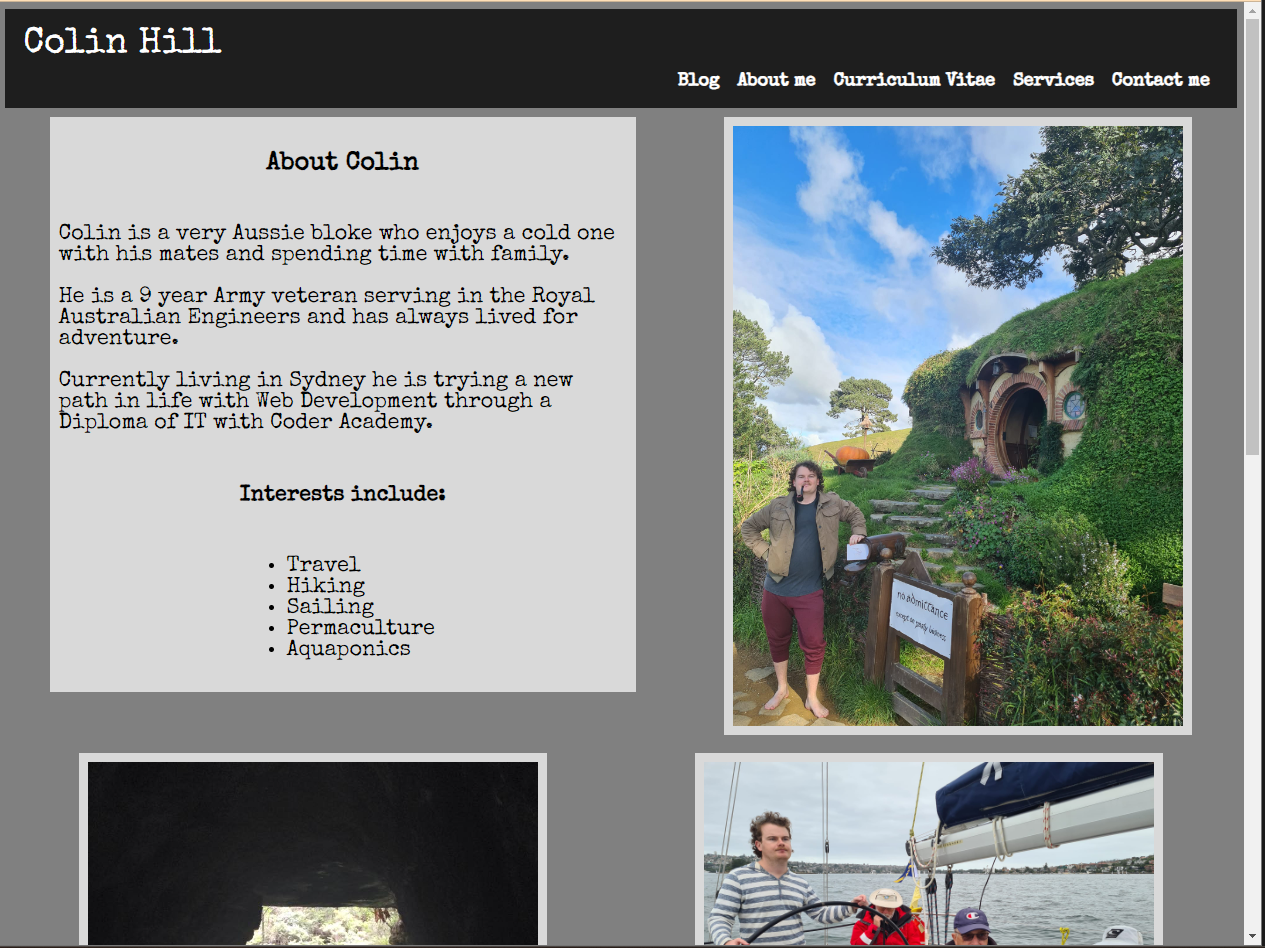 Colin Hill
Blog About me Curriculum Vitae Services Contact me
About Colin
Colin is a very Aussie bloke who enjoys a cold one
with his mates and spending time with family.
He is a 9 year Army veteran serving in the Royal
Australian Engineers and has always lived for
adventure.
Currently living in Sydney he is trying a new
path in life with Web Development through a
Diploma of IT with Coder Academy.
Interests include:
• Travel
• Hiking
• Sailing
• Permaculture
• Aquaponics
no admittance
except on party business